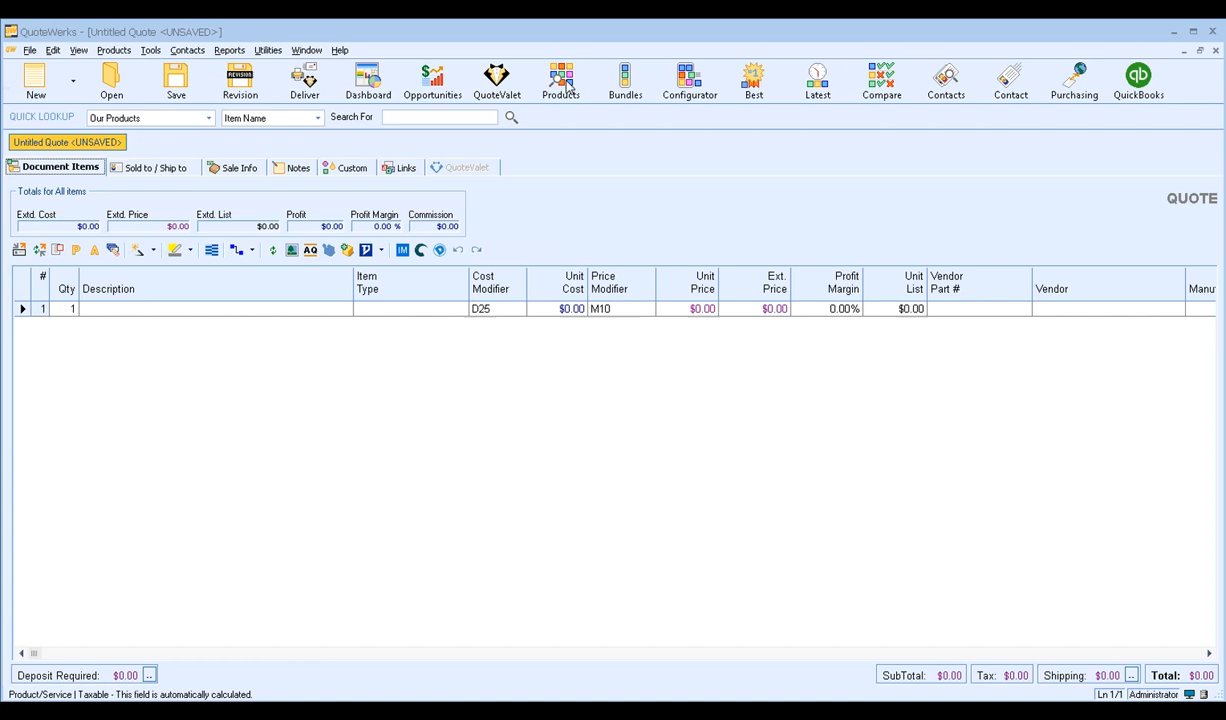 QuoteWerks - [Untitled Quote <UNSAVED>]
File Edit View Products Tools Contacts Reports Utilities Window Help
REVISION
qb
New Open Save Revision Deliver Dashboard Opportunities QuoteValet Products Bundles Configurator Best Latest Compare Contacts Contact Purchasing QuickBooks
QUICK LOOKUP Our Products Item Name Search For
Untitled Quote <UNSAVED>
Document Items Sold to / Ship to Sale Info Notes Custom Links QuoteValet
Totals for All items
QUOTE
Extd. Cost Extd. Price Extd. List Profit Profit Margin Commission
$0.00 $0.00 $0.00 $0.00 0.00 % $0.00
P A AQ IM
# Item Cost Unit Price Unit Ext. Profit Unit Vendor
Qty Description Type Modifier Cost Modifier Price Price Margin List Part # Vendor Manu
1 1 D25 $0.00 M10 $0.00 $0.00 0.00% $0.00
Deposit Required: $0.00 .. SubTotal: $0.00 Tax: $0.00 Shipping: $0.00 .. Total: $0.00
Product/Service | Taxable - This field is automatically calculated. Ln 1/1 Administrator